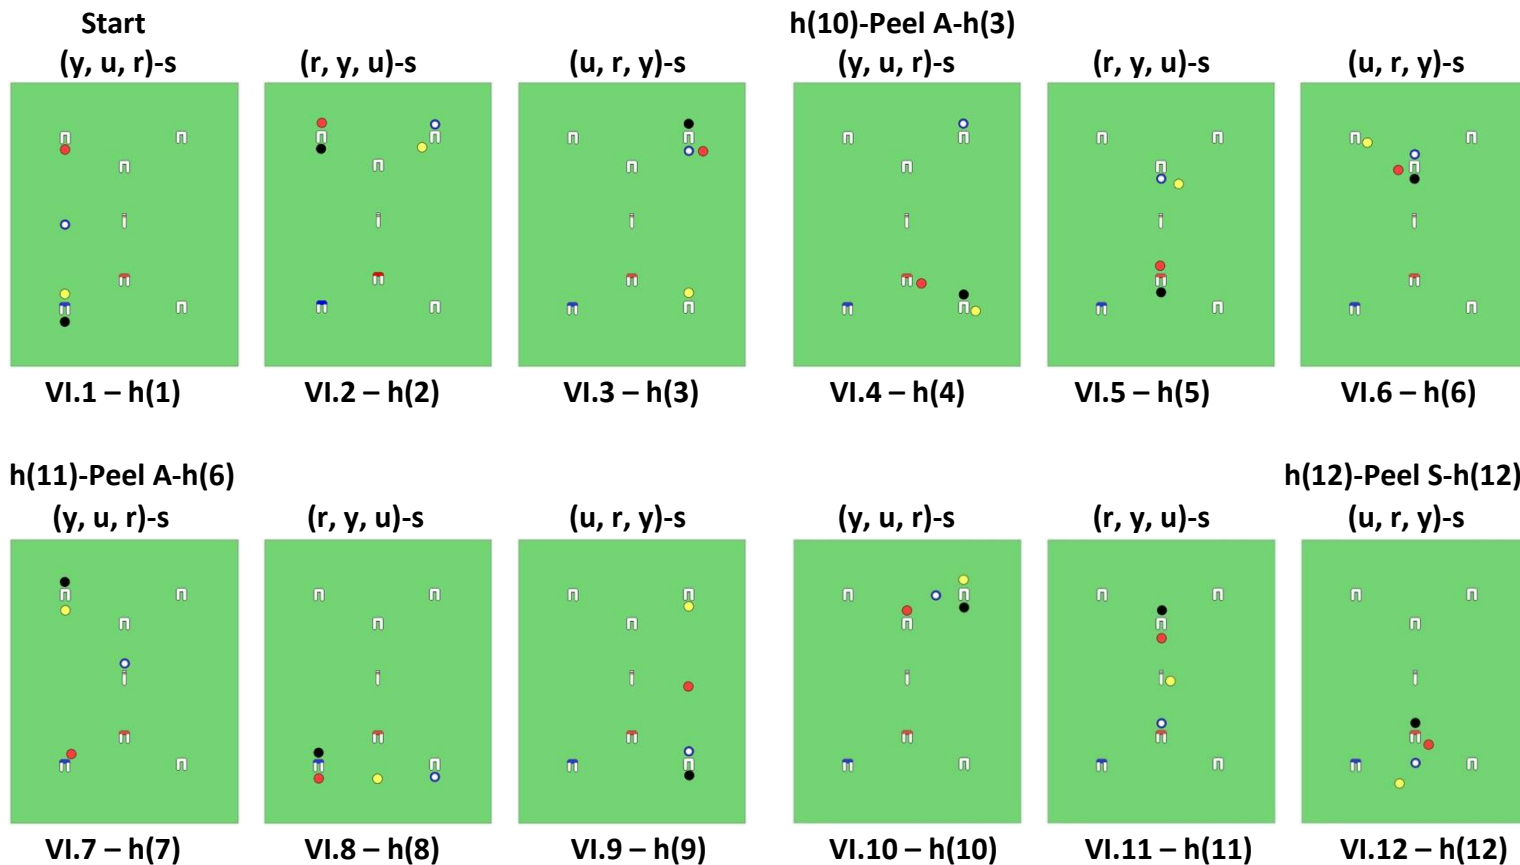 Start
h(10)-Peel A-h(3)
(y, u, r)-s
(r, y, u)-s
(u, r, y)-s
(y, u, r)-s
(r, y, u)-s
(u, r, y)-s
VI.1 – h(1)
VI.2 – h(2)
VI.3 – h(3)
VI.4 – h(4)
VI.5 – h(5)
VI.6 – h(6)
h(11)-Peel A-h(6)
h(12)-Peel S-h(12)
(y, u, r)-s
(r, y, u)-s
(u, r, y)-s
(y, u, r)-s
(r, y, u)-s
(u, r, y)-s
VI.7 – h(7)
VI.8 – h(8)
VI.9 – h(9)
VI.10 – h(10)
VI.11 – h(11)
VI.12 – h(12)